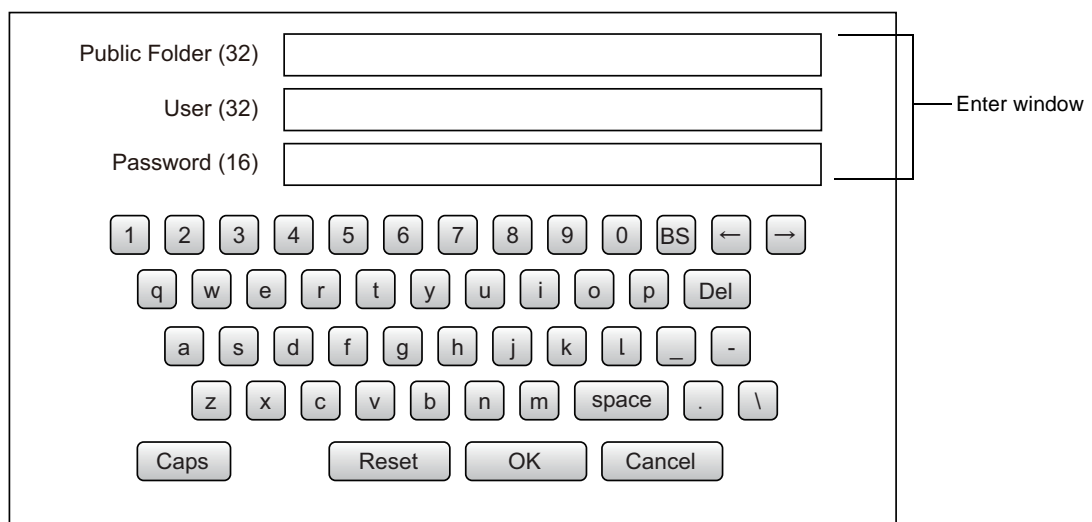 Public Folder (32)
User (32)
Enter window
Password (16)
1 2 3 4 5 6 7 8 9 0 BS ← →
q w e r t y u i o p Del
a s d f g h j k l _ -
z x c v b n m space . \
Caps Reset OK Cancel